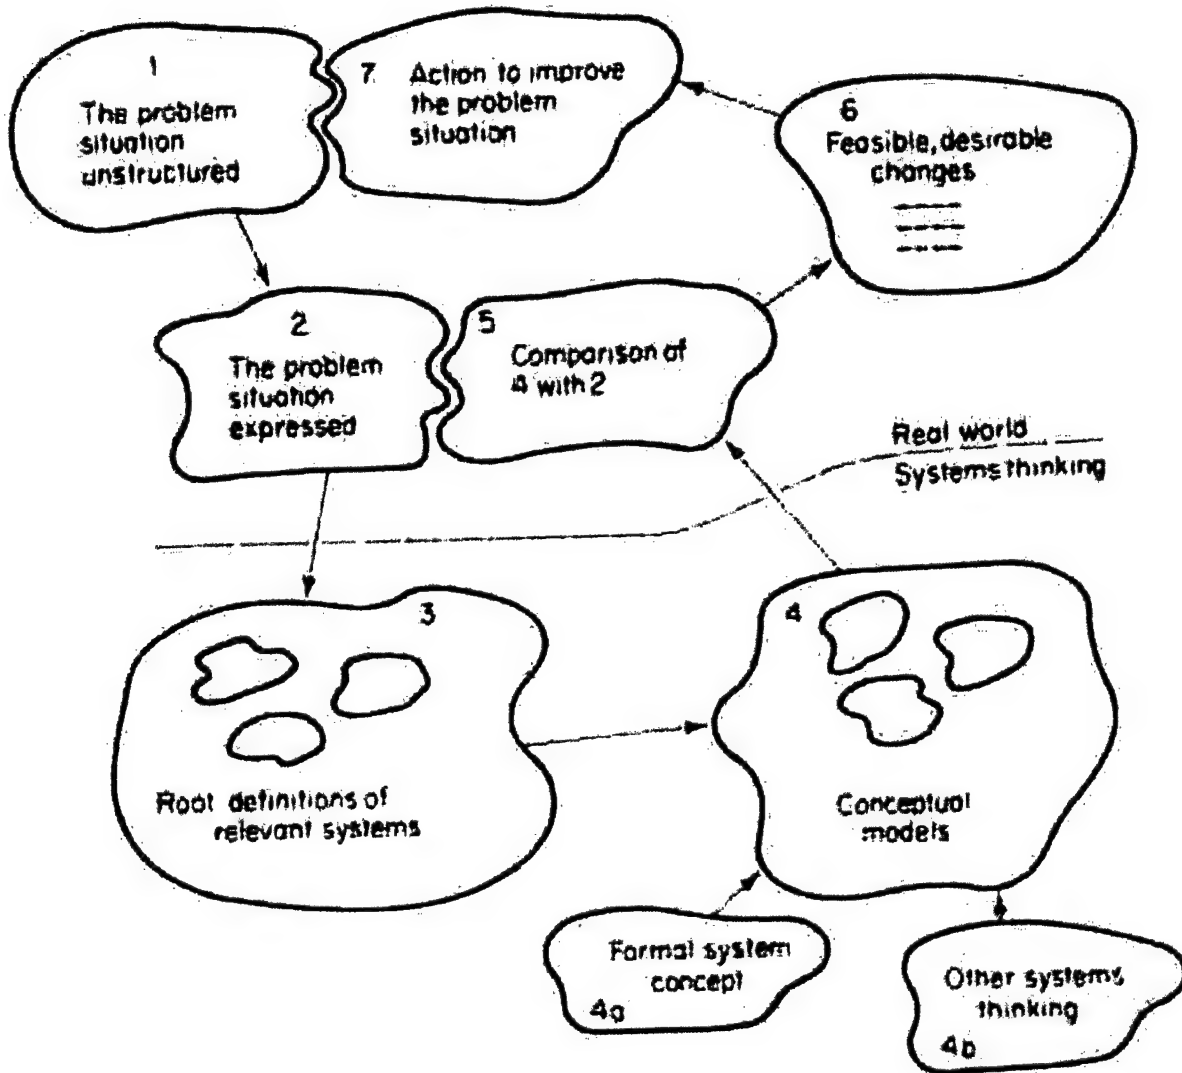 1
The problem
situation
unstructured
7 Action to improve
the problem
situation
6
Feasible, desirable
changes
2
The problem
situation
expressed
5
Comparison of
4 with 2
Real world
Systems thinking
3
Root definitions of
relevant systems
4
Conceptual
models
Formal system
concept
4a
Other systems
thinking
4b